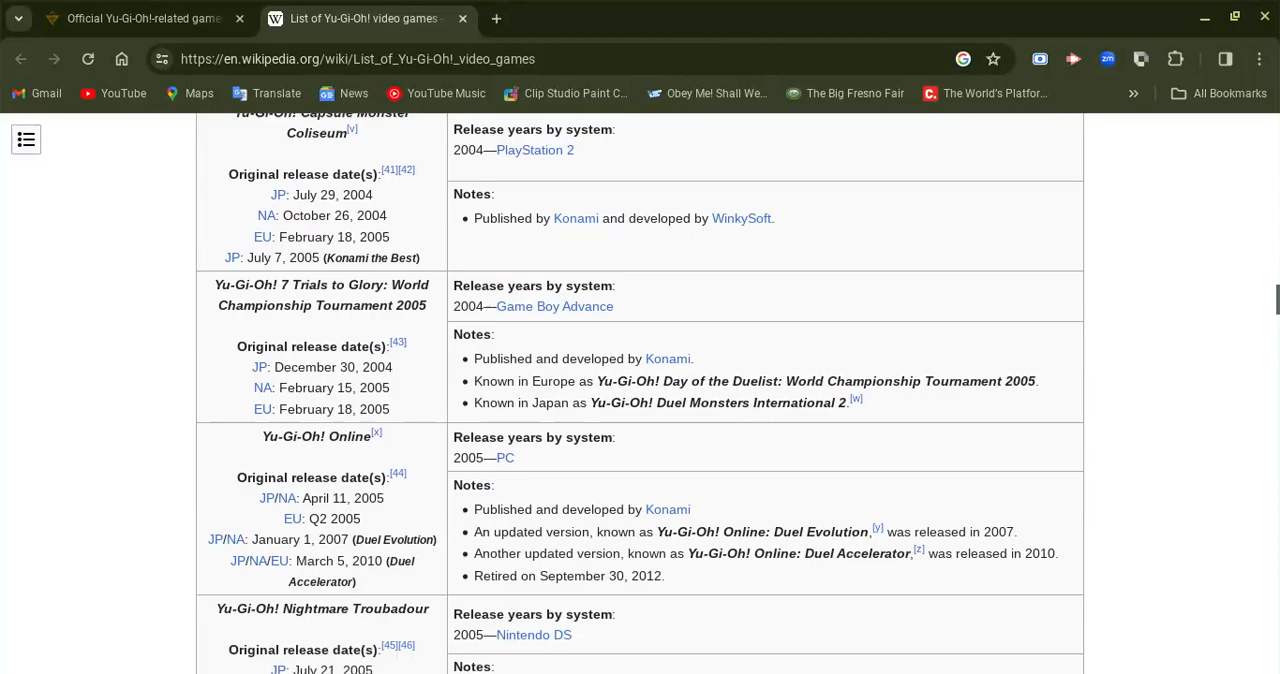 Official Yu-Gi-Oh!-related game
List of Yu-Gi-Oh! video games -
https://en.wikipedia.org/wiki/List_of_Yu-Gi-Oh!_video_games
Gmail YouTube Maps Translate News YouTube Music Clip Studio Paint C... Obey Me! Shall We... The Big Fresno Fair The World's Platfor... » All Bookmarks
Yu-Gi-Oh! Capsule Monster
Coliseum[v]
Original release date(s):[41][42]
JP: July 29, 2004
NA: October 26, 2004
EU: February 18, 2005
JP: July 7, 2005 (Konami the Best)
Release years by system:
2004—PlayStation 2
Notes:
• Published by Konami and developed by WinkySoft.
Yu-Gi-Oh! 7 Trials to Glory: World
Championship Tournament 2005
Original release date(s):[43]
JP: December 30, 2004
NA: February 15, 2005
EU: February 18, 2005
Release years by system:
2004—Game Boy Advance
Notes:
• Published and developed by Konami.
• Known in Europe as Yu-Gi-Oh! Day of the Duelist: World Championship Tournament 2005.
• Known in Japan as Yu-Gi-Oh! Duel Monsters International 2.[w]
Yu-Gi-Oh! Online[x]
Original release date(s):[44]
JP/NA: April 11, 2005
EU: Q2 2005
JP/NA: January 1, 2007 (Duel Evolution)
JP/NA/EU: March 5, 2010 (Duel
Accelerator)
Release years by system:
2005—PC
Notes:
• Published and developed by Konami
• An updated version, known as Yu-Gi-Oh! Online: Duel Evolution,[y] was released in 2007.
• Another updated version, known as Yu-Gi-Oh! Online: Duel Accelerator,[z] was released in 2010.
• Retired on September 30, 2012.
Yu-Gi-Oh! Nightmare Troubadour
Original release date(s):[45][46]
JP: July 21, 2005
Release years by system:
2005—Nintendo DS
Notes: